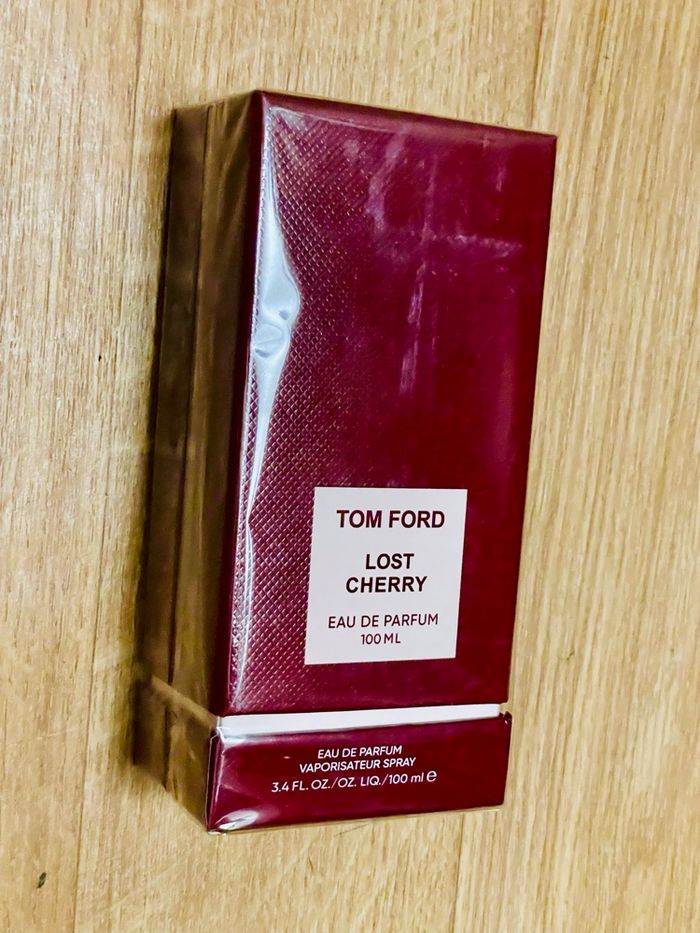 TOM FORD
LOST
CHERRY
EAU DE PARFUM
100 ML
EAU DE PARFUM
VAPORISATEUR SPRAY
3.4 FL. OZ./OZ. LIQ./100 ml ℮